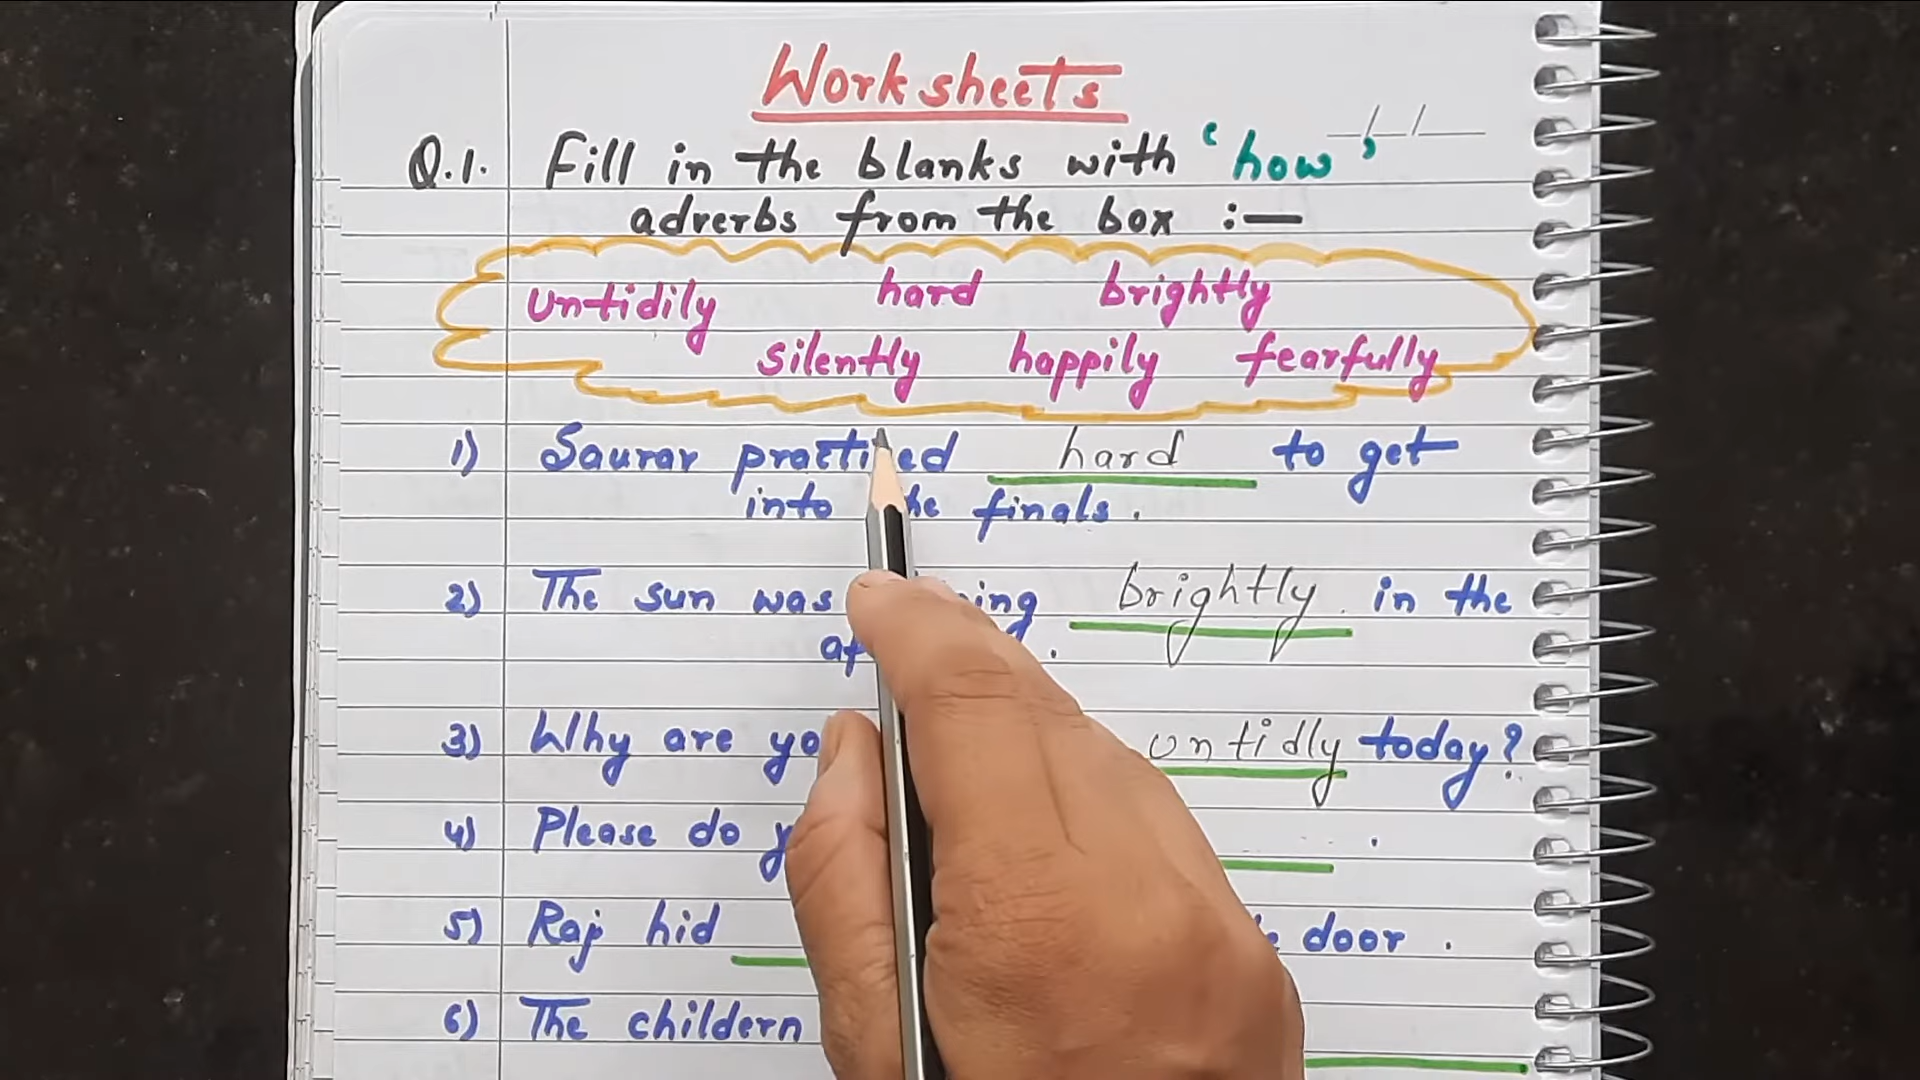 Worksheets
Q.1. Fill in the blanks with 'how'
adverbs from the box :—
untidily hard brightly
silently happily fearfully
1) Saurav hard to get
into finals.
2) The sun was brightly in the
.
3) Why are untidly today?
4) Please do .
5) Raj hid door.
6) The childern